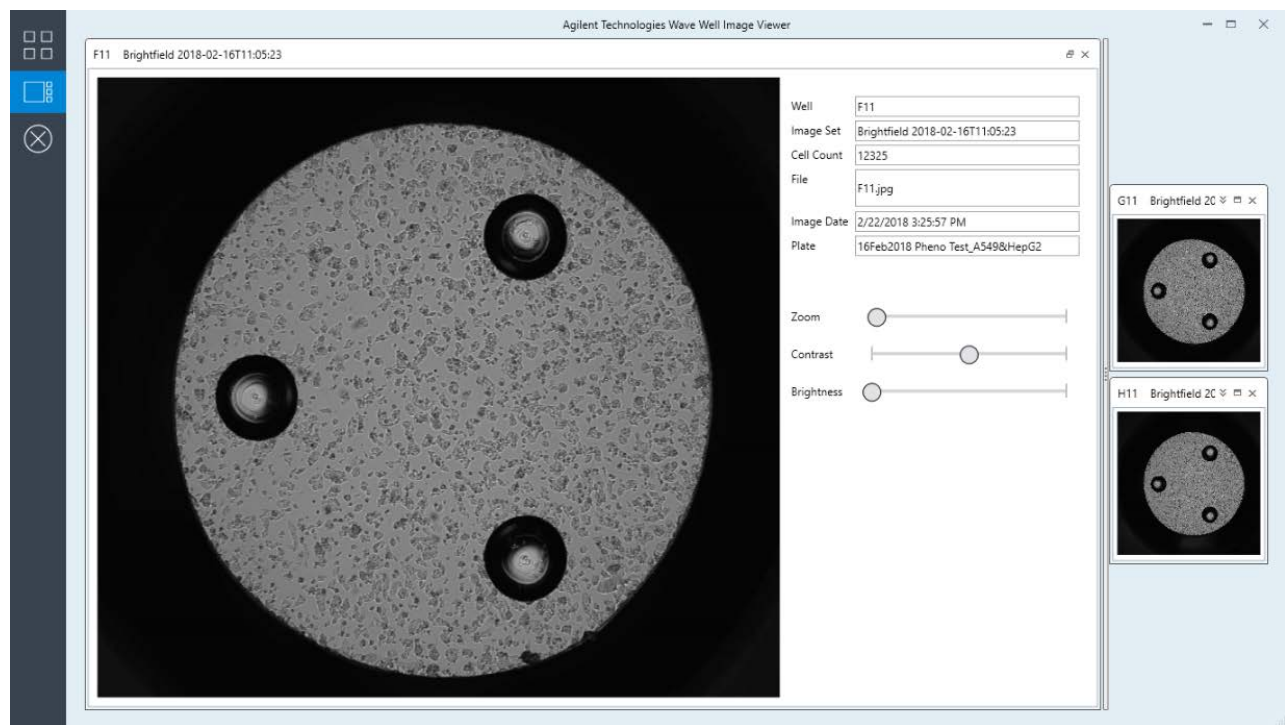 Agilent Technologies Wave Well Image Viewer
F11 Brightfield 2018-02-16T11:05:23
Well F11
Image Set Brightfield 2018-02-16T11:05:23
Cell Count 12325
File F11.jpg
Image Date 2/22/2018 3:25:57 PM
Plate 16Feb2018 Pheno Test_A549&HepG2
Zoom
Contrast
Brightness
G11 Brightfield 20
H11 Brightfield 20